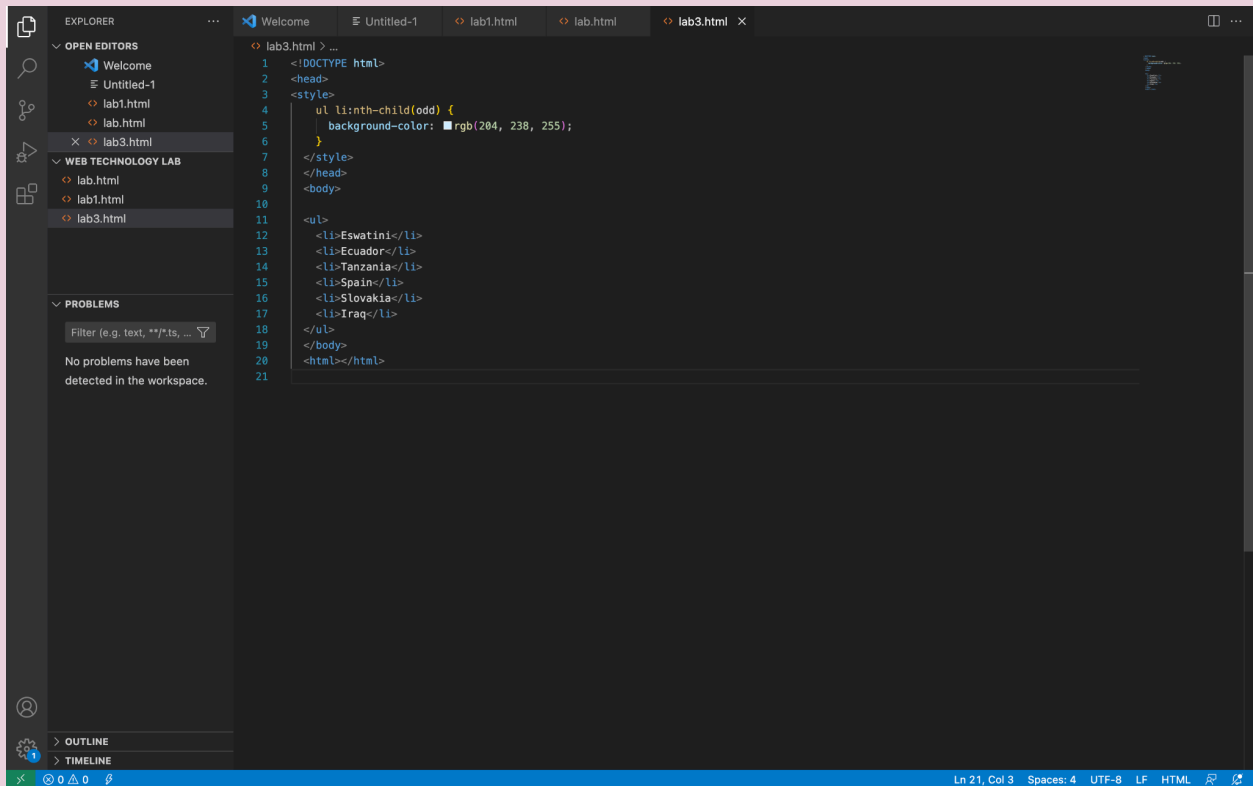 EXPLORER ...
OPEN EDITORS
Welcome
Untitled-1
lab1.html
lab.html
lab3.html
WEB TECHNOLOGY LAB
lab.html
lab1.html
lab3.html
PROBLEMS
Filter (e.g. text, **/*.ts, ...
No problems have been
detected in the workspace.
OUTLINE
TIMELINE
Welcome Untitled-1 lab1.html lab.html lab3.html ...
lab3.html > ...
1 <!DOCTYPE html>
2 <head>
3 <style>
4 ul li:nth-child(odd) {
5 background-color: rgb(204, 238, 255);
6 }
7 </style>
8 </head>
9 <body>
10
11 <ul>
12 <li>Eswatini</li>
13 <li>Ecuador</li>
14 <li>Tanzania</li>
15 <li>Spain</li>
16 <li>Slovakia</li>
17 <li>Iraq</li>
18 </ul>
19 </body>
20 <html></html>
21
1
0 0 Ln 21, Col 3 Spaces: 4 UTF-8 LF HTML